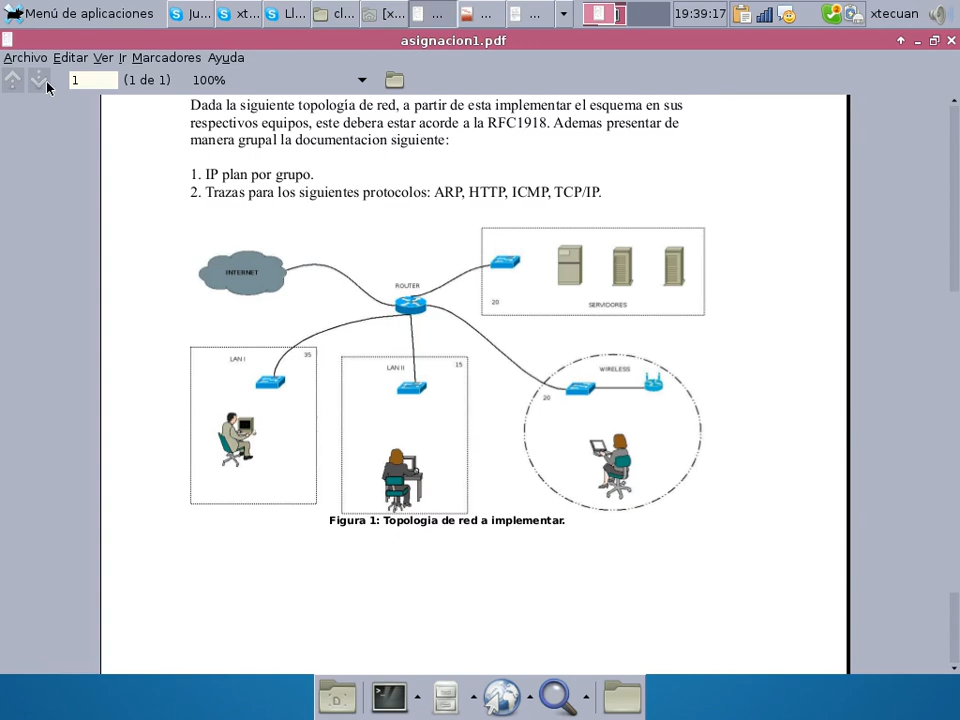 Menú de aplicaciones
Ju...
xt...
Ll...
cl...
[x...
...
...
...
19:39:17
xtecuan
asignacion1.pdf
Archivo Editar Ver Ir Marcadores Ayuda
1 (1 de 1) 100%
Dada la siguiente topología de red, a partir de esta implementar el esquema en sus
respectivos equipos, este debera estar acorde a la RFC1918. Ademas presentar de
manera grupal la documentacion siguiente:
1. IP plan por grupo.
2. Trazas para los siguientes protocolos: ARP, HTTP, ICMP, TCP/IP.
INTERNET
ROUTER
20
SERVIDORES
LAN I
35
LAN II
15
WIRELESS
20
Figura 1: Topologia de red a implementar.